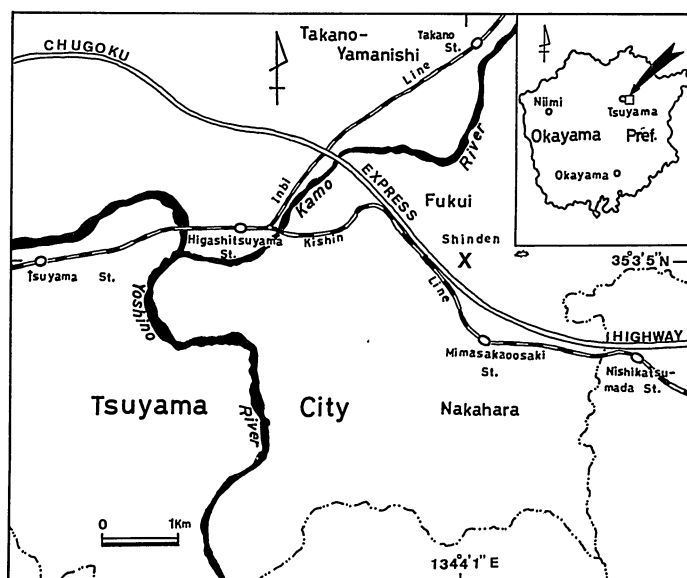 CHUGOKU
Takano-
Yamanishi
Takano
St.
Line
Inbi
Kamo
River
EXPRESS
Fukui
Shinden
X
Higashitsuyama
St.
Kishin
Line
Tsuyama St.
Yoshino
River
Mimasakaoosaki
St.
HIGHWAY
Nishikatsu-
mada St.
Tsuyama City
Nakahara
0 1Km
134°4'1"E
35°3'5"N
Niimi
Tsuyama
Okayama Pref.
Okayama